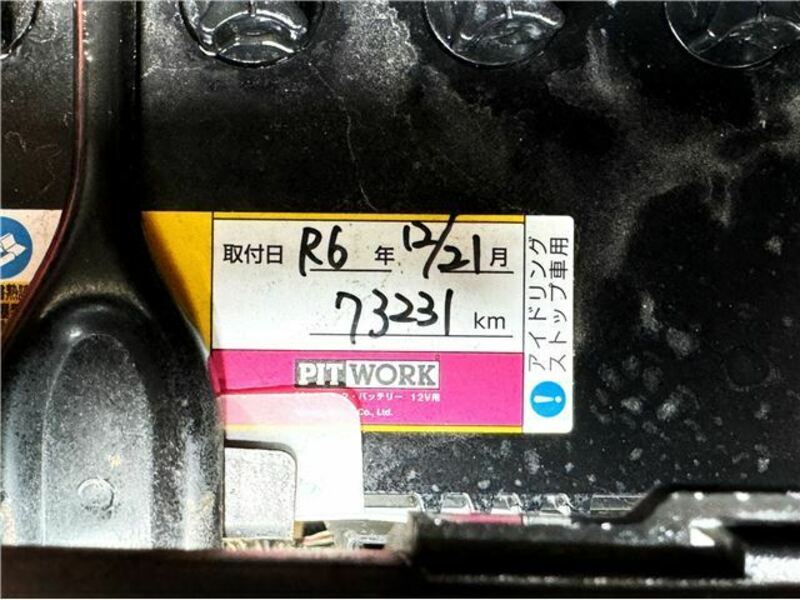 取付日 R6 年 12/21 月
73231 km
PIT WORK
バッテリー 12V用
Co., Ltd.
アイドリング
ストップ車用